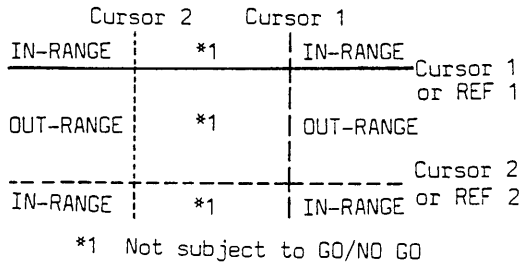 Cursor 2 Cursor 1
IN-RANGE *1 IN-RANGE
Cursor 1
or REF 1
OUT-RANGE *1 OUT-RANGE
Cursor 2
or REF 2
IN-RANGE *1 IN-RANGE
*1 Not subject to GO/NO GO